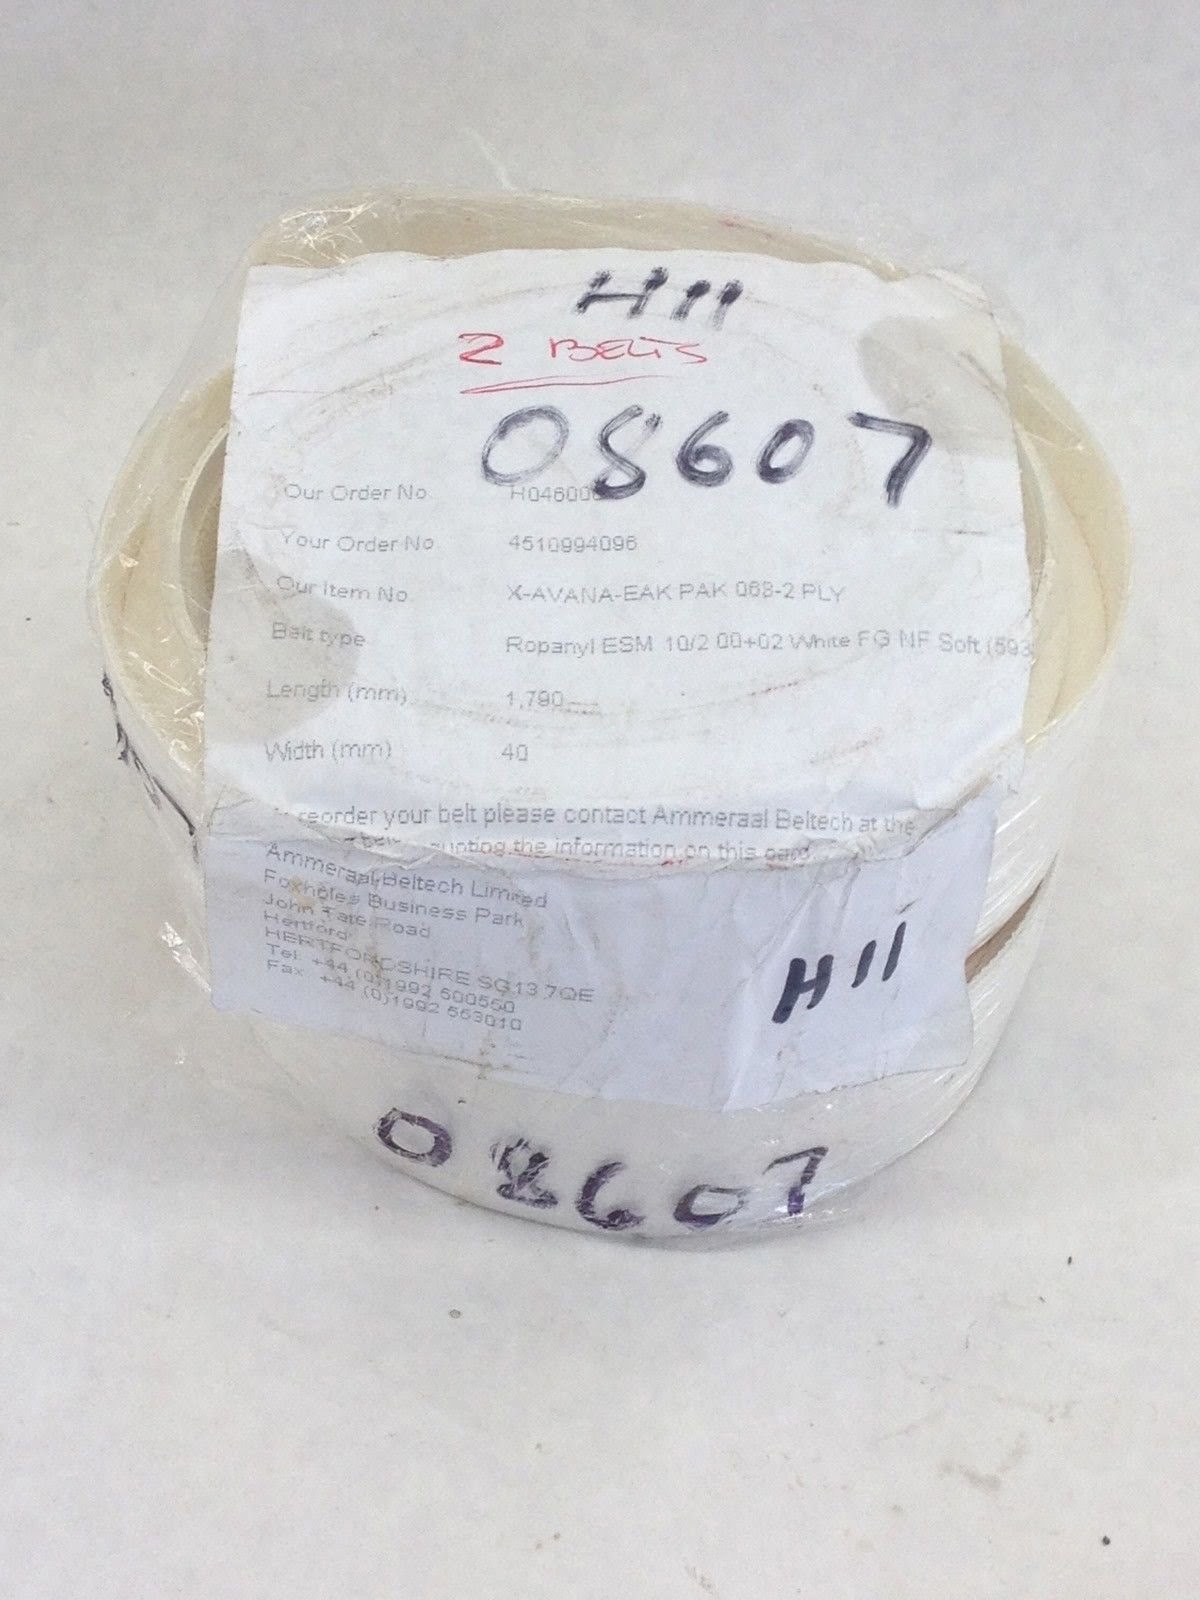 H11
2 BELTS
08607
Our Order No. H046000
Your Order No 4510994096
Our Item No. X-AVANA-EAK PAK 068-2 PLY
Belt type Ropanyl ESM 10/2 00+02 White FG NF Soft (593
Length (mm) 1,790
Width (mm) 40
reorder your belt please contact Ammeraal Beltech at the
quoting the information on this card.
Ammeraal Beltech Limited
Foxholes Business Park
John Tate Road
Hertford
HERTFORDSHIRE SG13 7QE
Tel: +44 (0)1992 500550
Fax: +44 (0)1992 553010
H11
08607